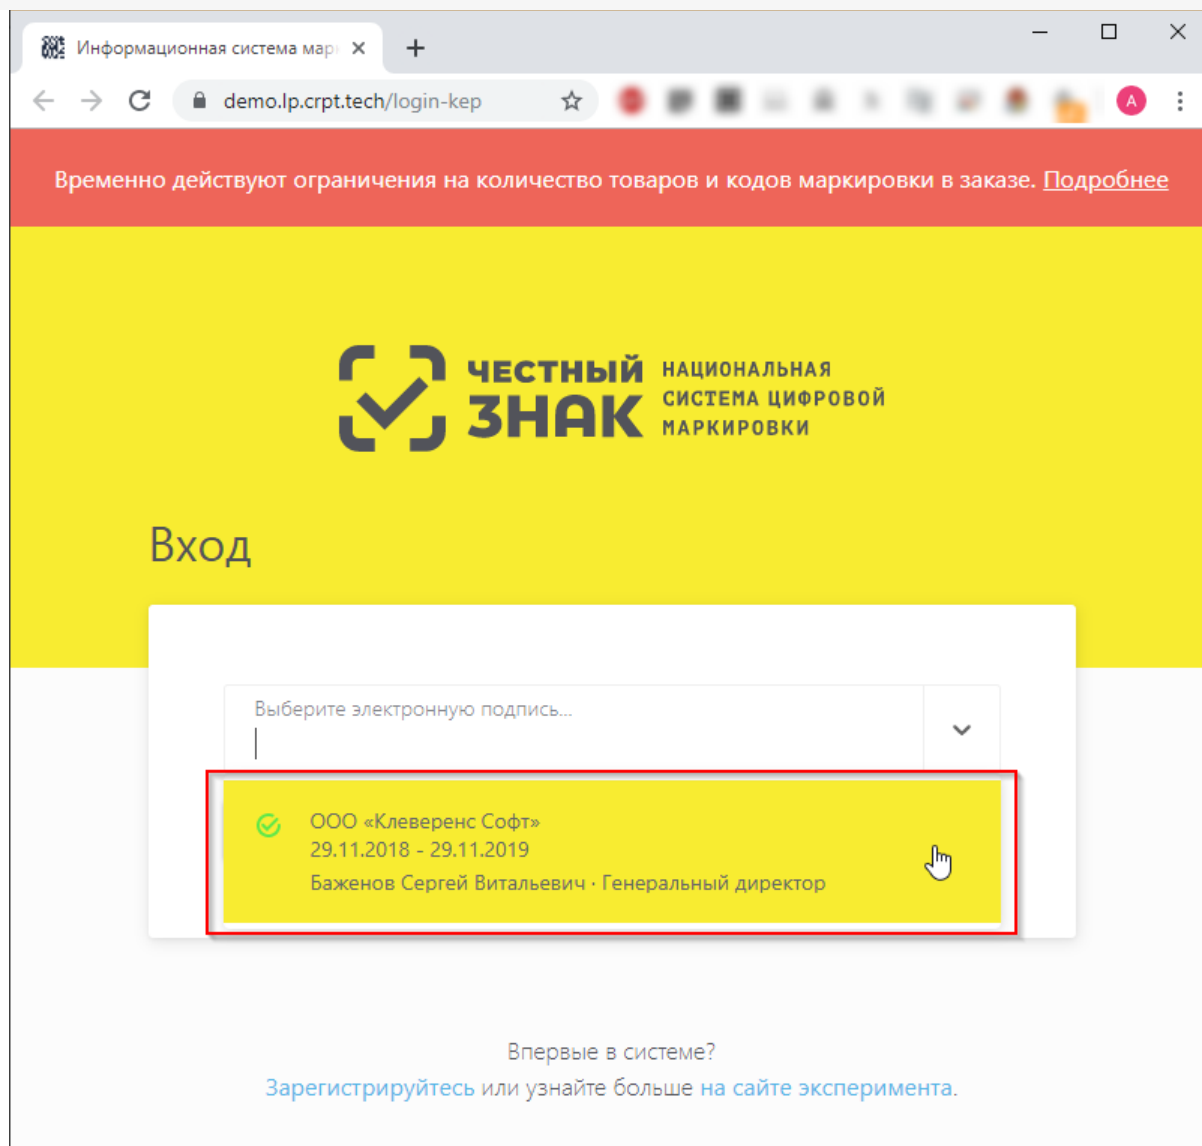 Информационная система мар
demo.lp.crpt.tech/login-kep
A
Временно действуют ограничения на количество товаров и кодов маркировки в заказе. Подробнее
ЧЕСТНЫЙ
ЗНАК
НАЦИОНАЛЬНАЯ
СИСТЕМА ЦИФРОВОЙ
МАРКИРОВКИ
Вход
Выберите электронную подпись...
ООО «Клеверенс Софт»
29.11.2018 - 29.11.2019
Баженов Сергей Витальевич · Генеральный директор
Впервые в системе?
Зарегистрируйтесь или узнайте больше на сайте эксперимента.